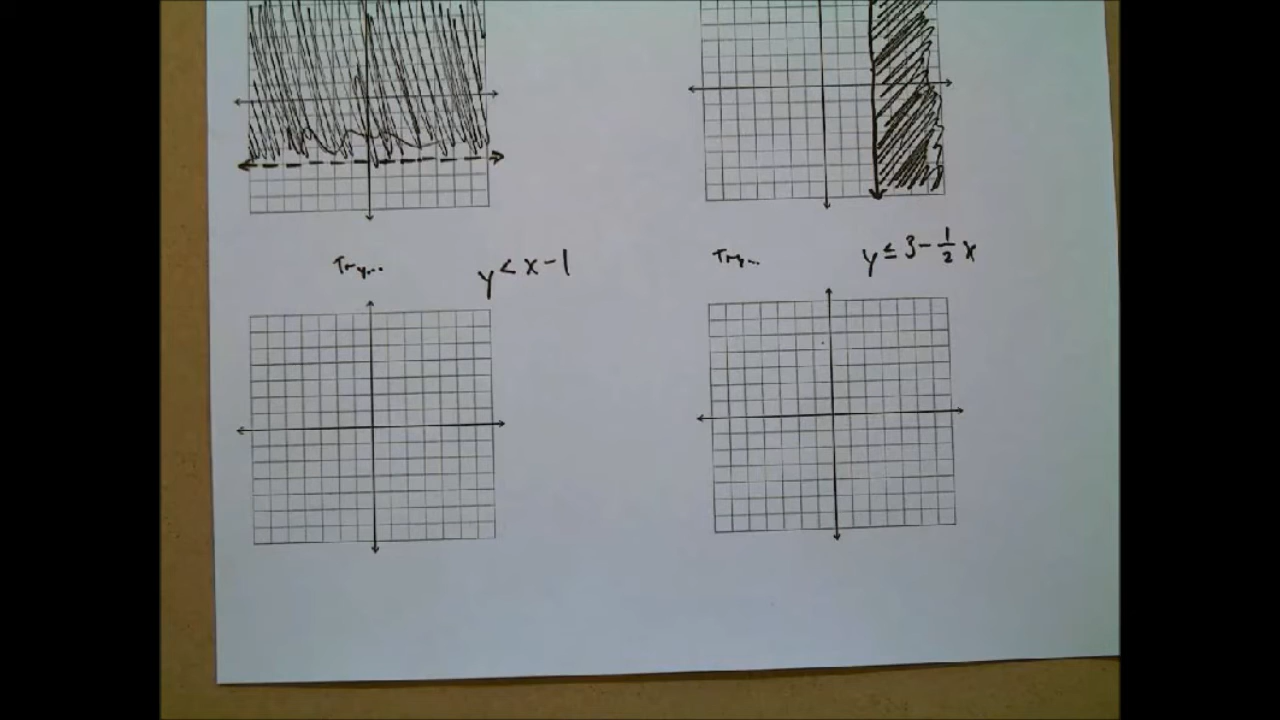 Try...
y < x - 1
Try...
y ≤ 3 - 1/2 x